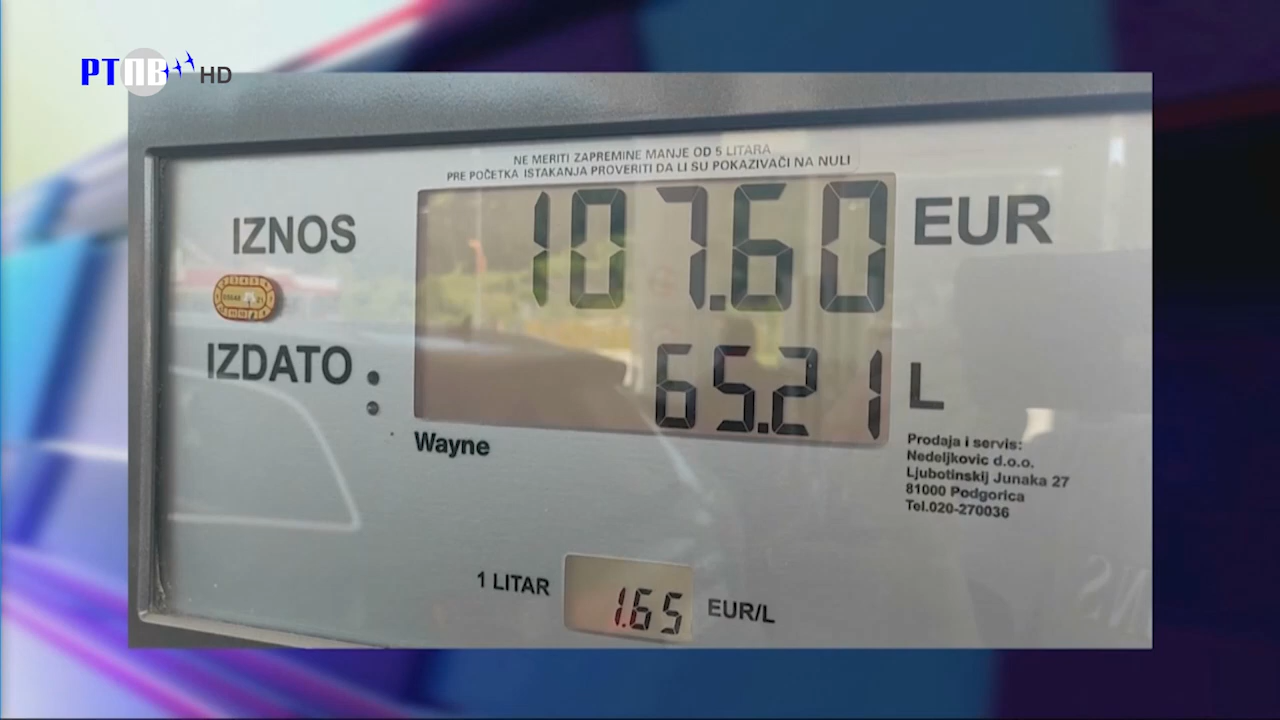 РТПВ HD
NE MERITI ZAPREMINE MANJE OD 5 LITARA
PRE POČETKA ISTAKANJA PROVERITI DA LI SU POKAZIVAČI NA NULI
IZNOS 107.60 EUR
IZDATO : 65.21 L
Wayne
Prodaja i servis:
Nedeljkovic d.o.o.
Ljubotinskij Junaka 27
81000 Podgorica
Tel.020-270036
1 LITAR 1.65 EUR/L